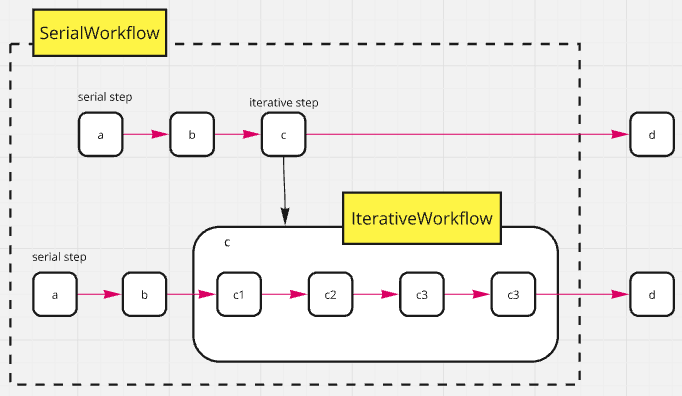 SerialWorkflow
serial step
iterative step
a
b
c
d
IterativeWorkflow
c
serial step
a
b
c1
c2
c3
c3
d